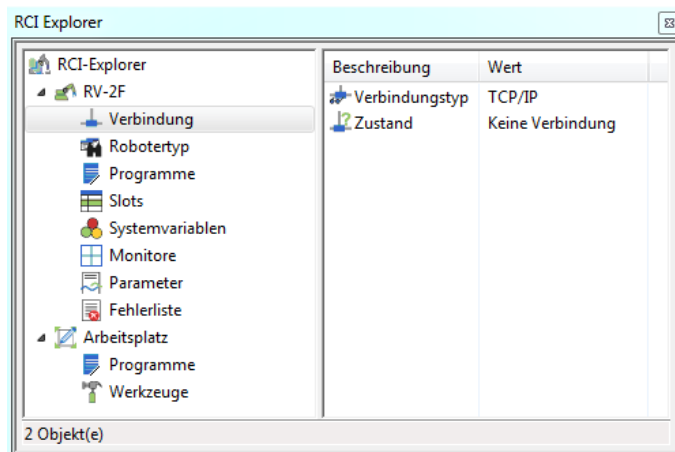 RCI Explorer
RCI-Explorer
RV-2F
Verbindung
Robotertyp
Programme
Slots
Systemvariablen
Monitore
Parameter
Fehlerliste
Arbeitsplatz
Programme
Werkzeuge
Beschreibung Wert
Verbindungstyp TCP/IP
Zustand Keine Verbindung
2 Objekt(e)